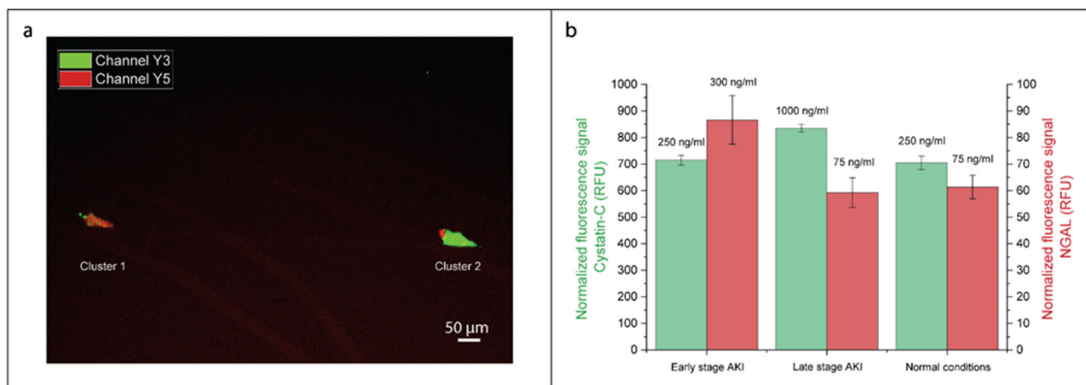 a
Channel Y3
Channel Y5
Cluster 1
Cluster 2
50 µm
b
Normalized fluorescence signal
Cystatin-C (RFU)
1000
900
800
700
600
500
400
300
200
100
0
250 ng/ml
300 ng/ml
1000 ng/ml
75 ng/ml
250 ng/ml
75 ng/ml
Early stage AKI
Late stage AKI
Normal conditions
100
90
80
70
60
50
40
30
20
10
0
Normalized fluorescence signal
NGAL (RFU)